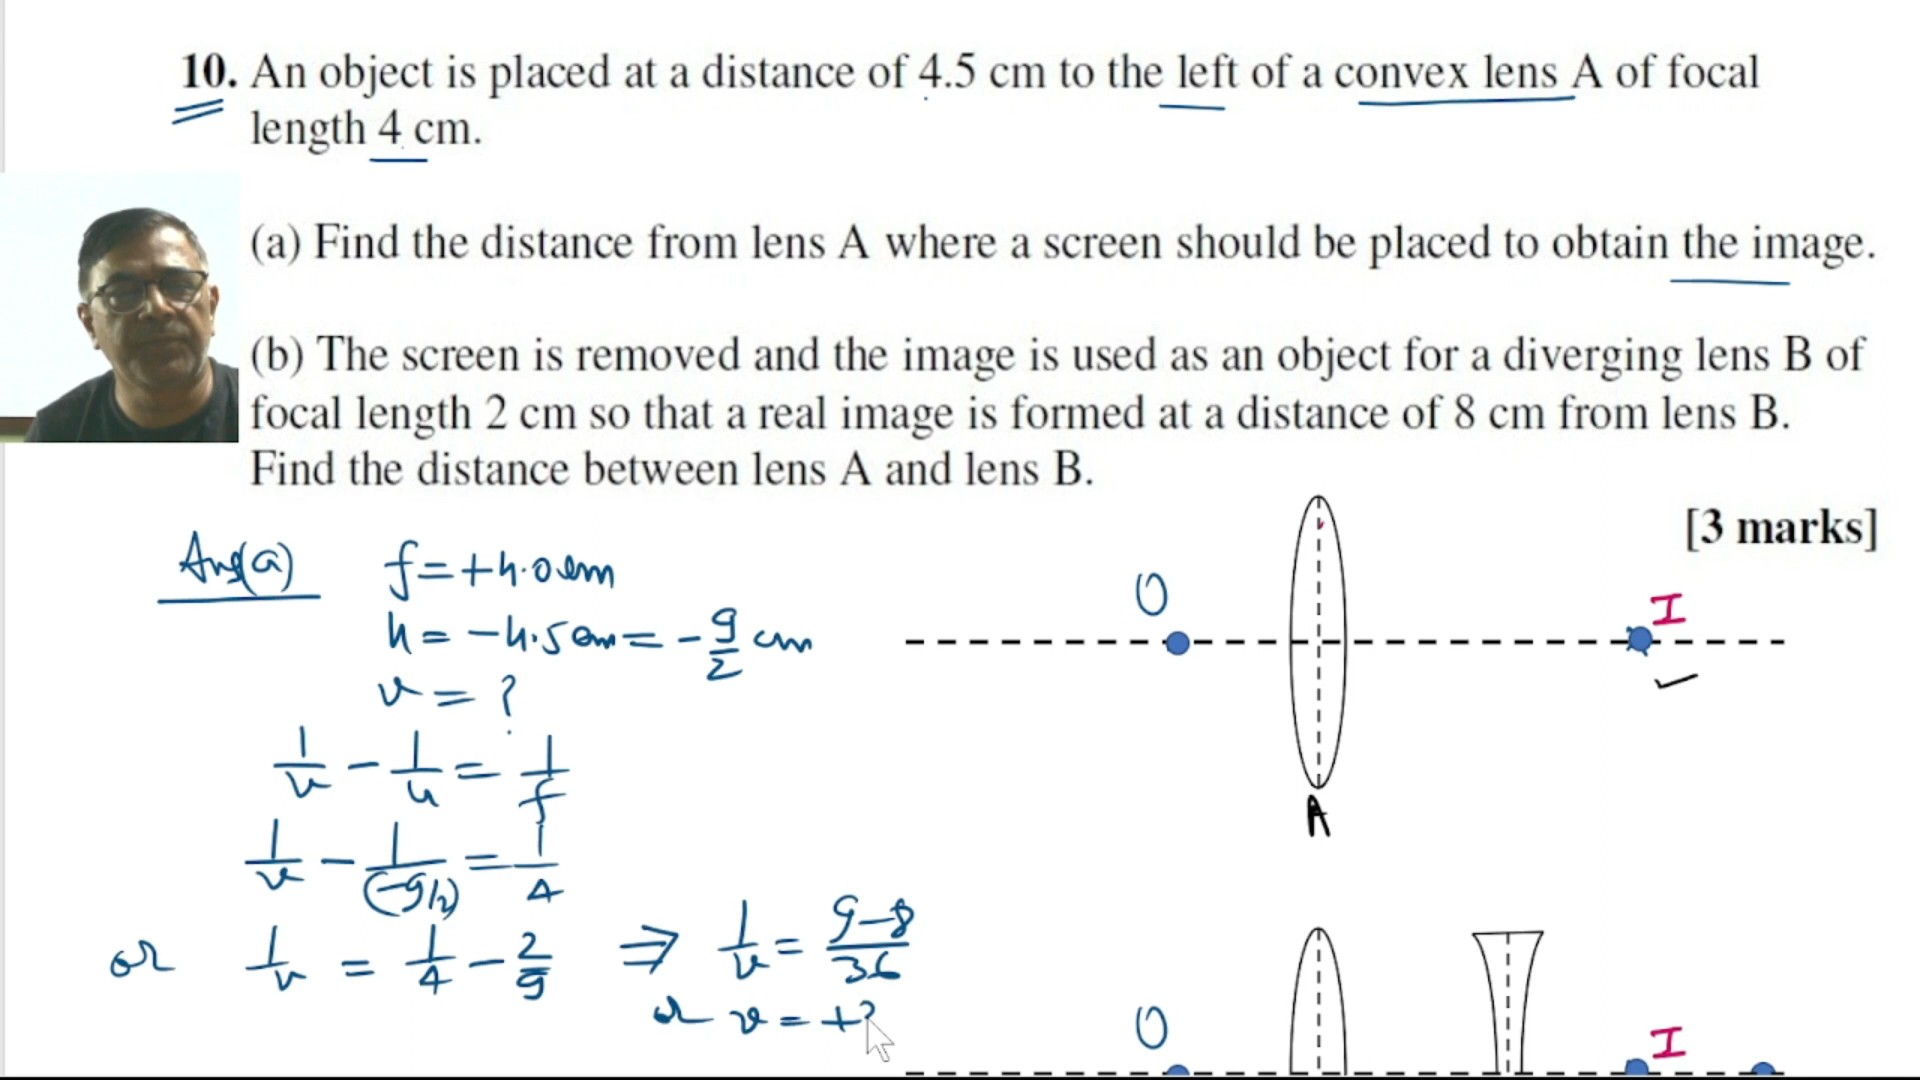 10. An object is placed at a distance of 4.5 cm to the left of a convex lens A of focal
length 4 cm.
(a) Find the distance from lens A where a screen should be placed to obtain the image.
(b) The screen is removed and the image is used as an object for a diverging lens B of
focal length 2 cm so that a real image is formed at a distance of 8 cm from lens B.
Find the distance between lens A and lens B.
[3 marks]
Ans(a) f = +4.0cm
u = -4.5cm = -9/2 cm
v = ?
1/v - 1/u = 1/f
1/v - 1/(-9/2) = 1/4
or 1/v = 1/4 - 2/9 ⇒ 1/v = 9-8/36
or v = +3
O
I
A
O
I